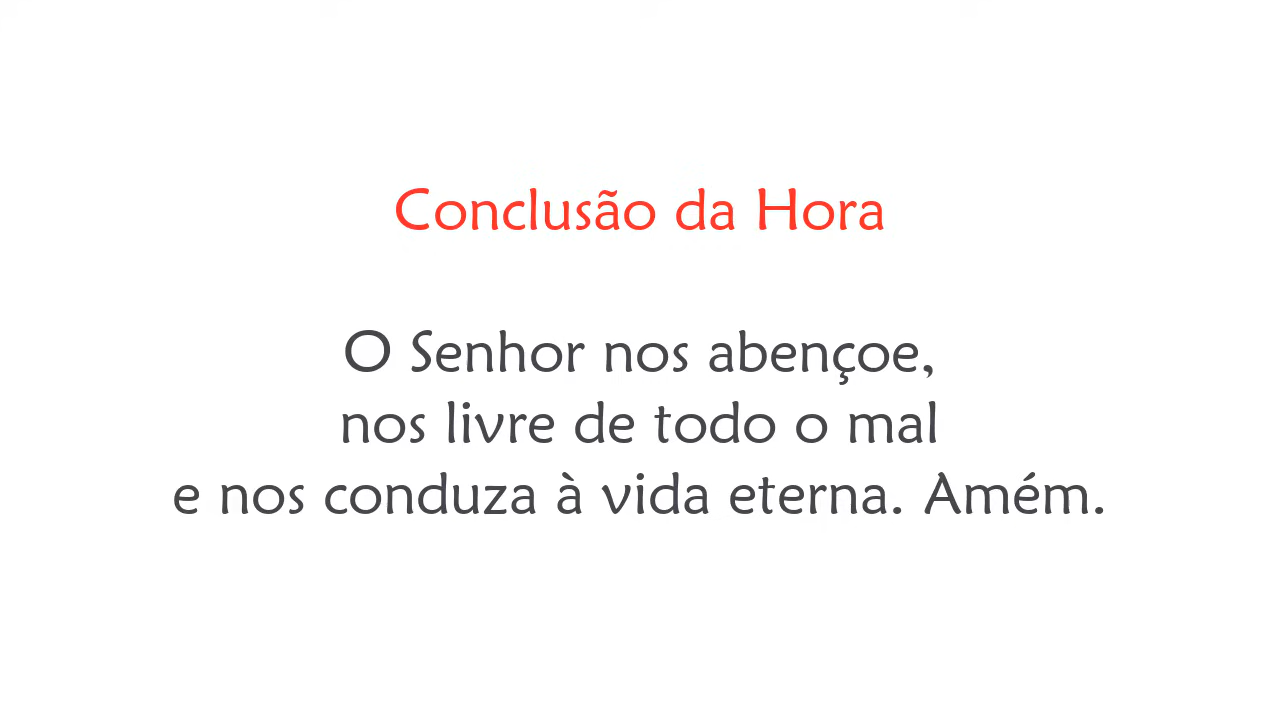 Conclusão da Hora
O Senhor nos abençoe,
nos livre de todo o mal
e nos conduza à vida eterna. Amém.